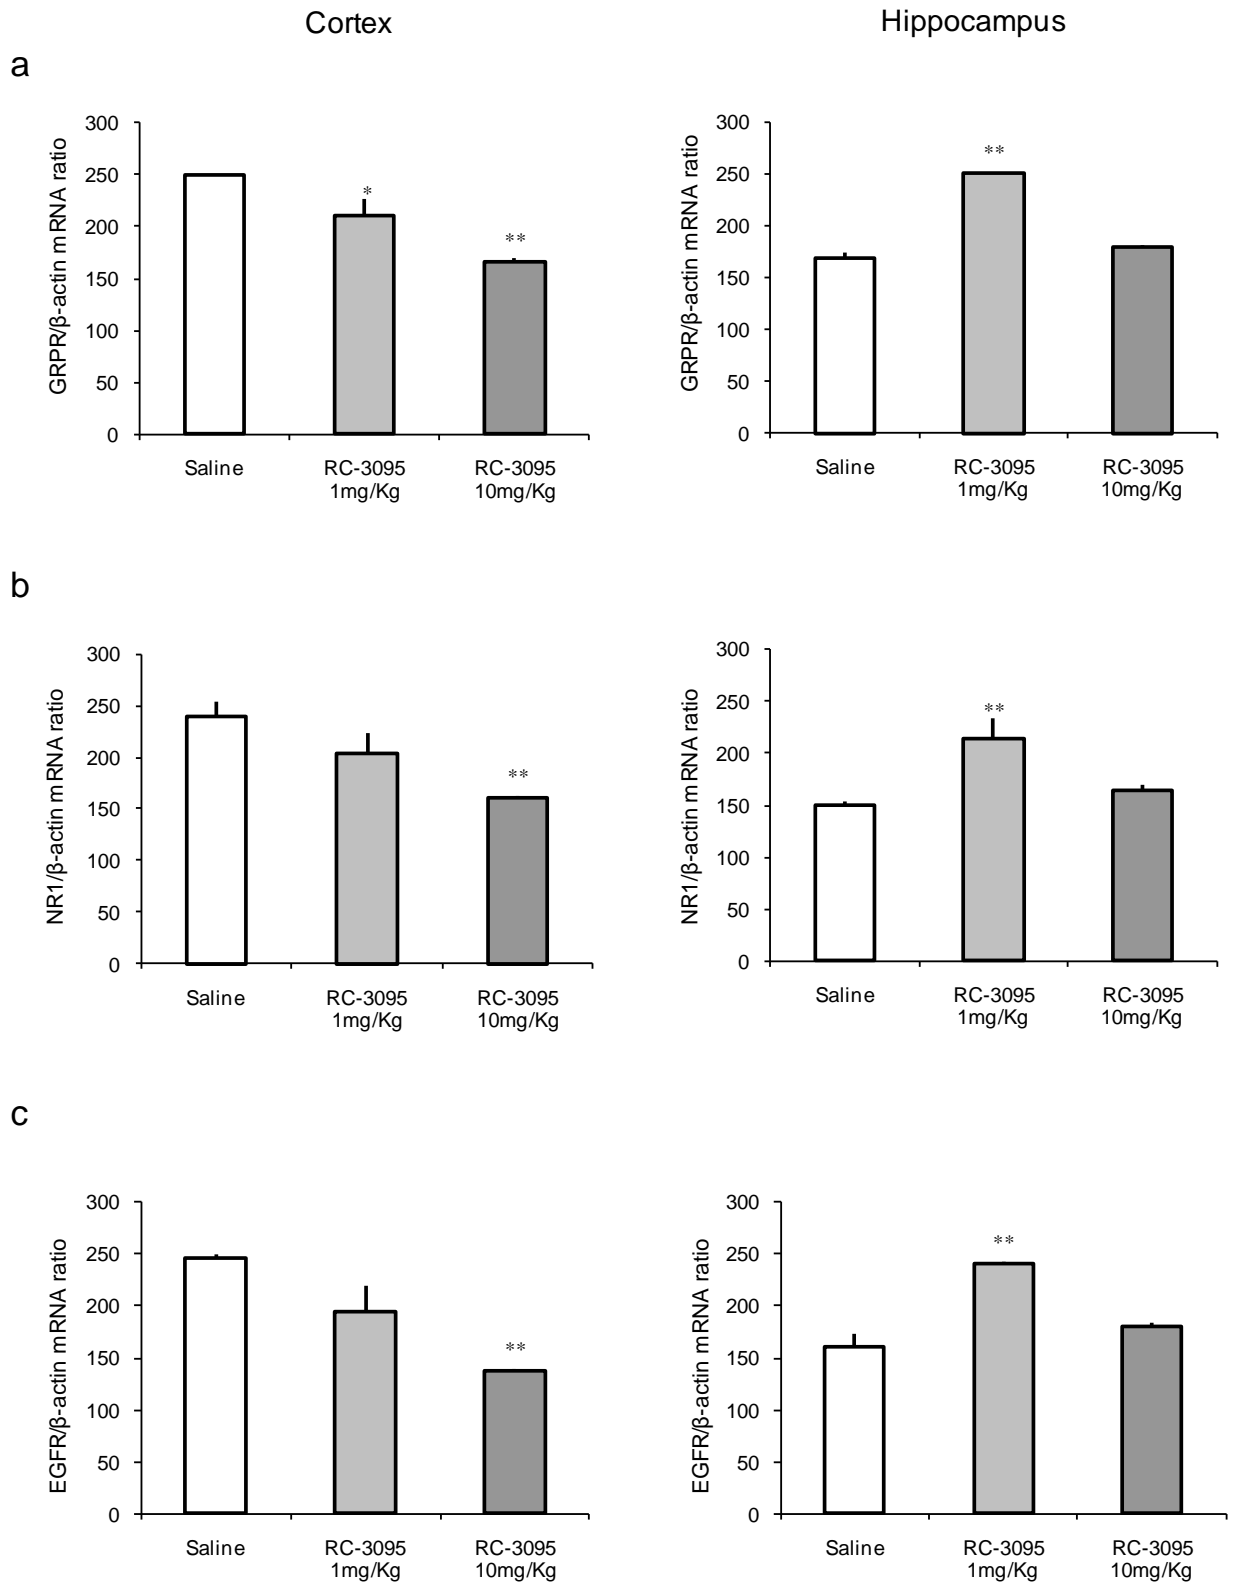 Cortex
Hippocampus
a
GRPR/β-actin mRNA ratio
300
250
200
150
100
50
0
*
**
Saline
RC-3095
1mg/Kg
RC-3095
10mg/Kg
GRPR/β-actin mRNA ratio
300
250
200
150
100
50
0
**
Saline
RC-3095
1mg/Kg
RC-3095
10mg/Kg
b
NR1/β-actin mRNA ratio
300
250
200
150
100
50
0
**
Saline
RC-3095
1mg/Kg
RC-3095
10mg/Kg
NR1/β-actin mRNA ratio
300
250
200
150
100
50
0
**
Saline
RC-3095
1mg/Kg
RC-3095
10mg/Kg
c
EGFR/β-actin mRNA ratio
300
250
200
150
100
50
0
**
Saline
RC-3095
1mg/Kg
RC-3095
10mg/Kg
EGFR/β-actin mRNA ratio
300
250
200
150
100
50
0
**
Saline
RC-3095
1mg/Kg
RC-3095
10mg/Kg